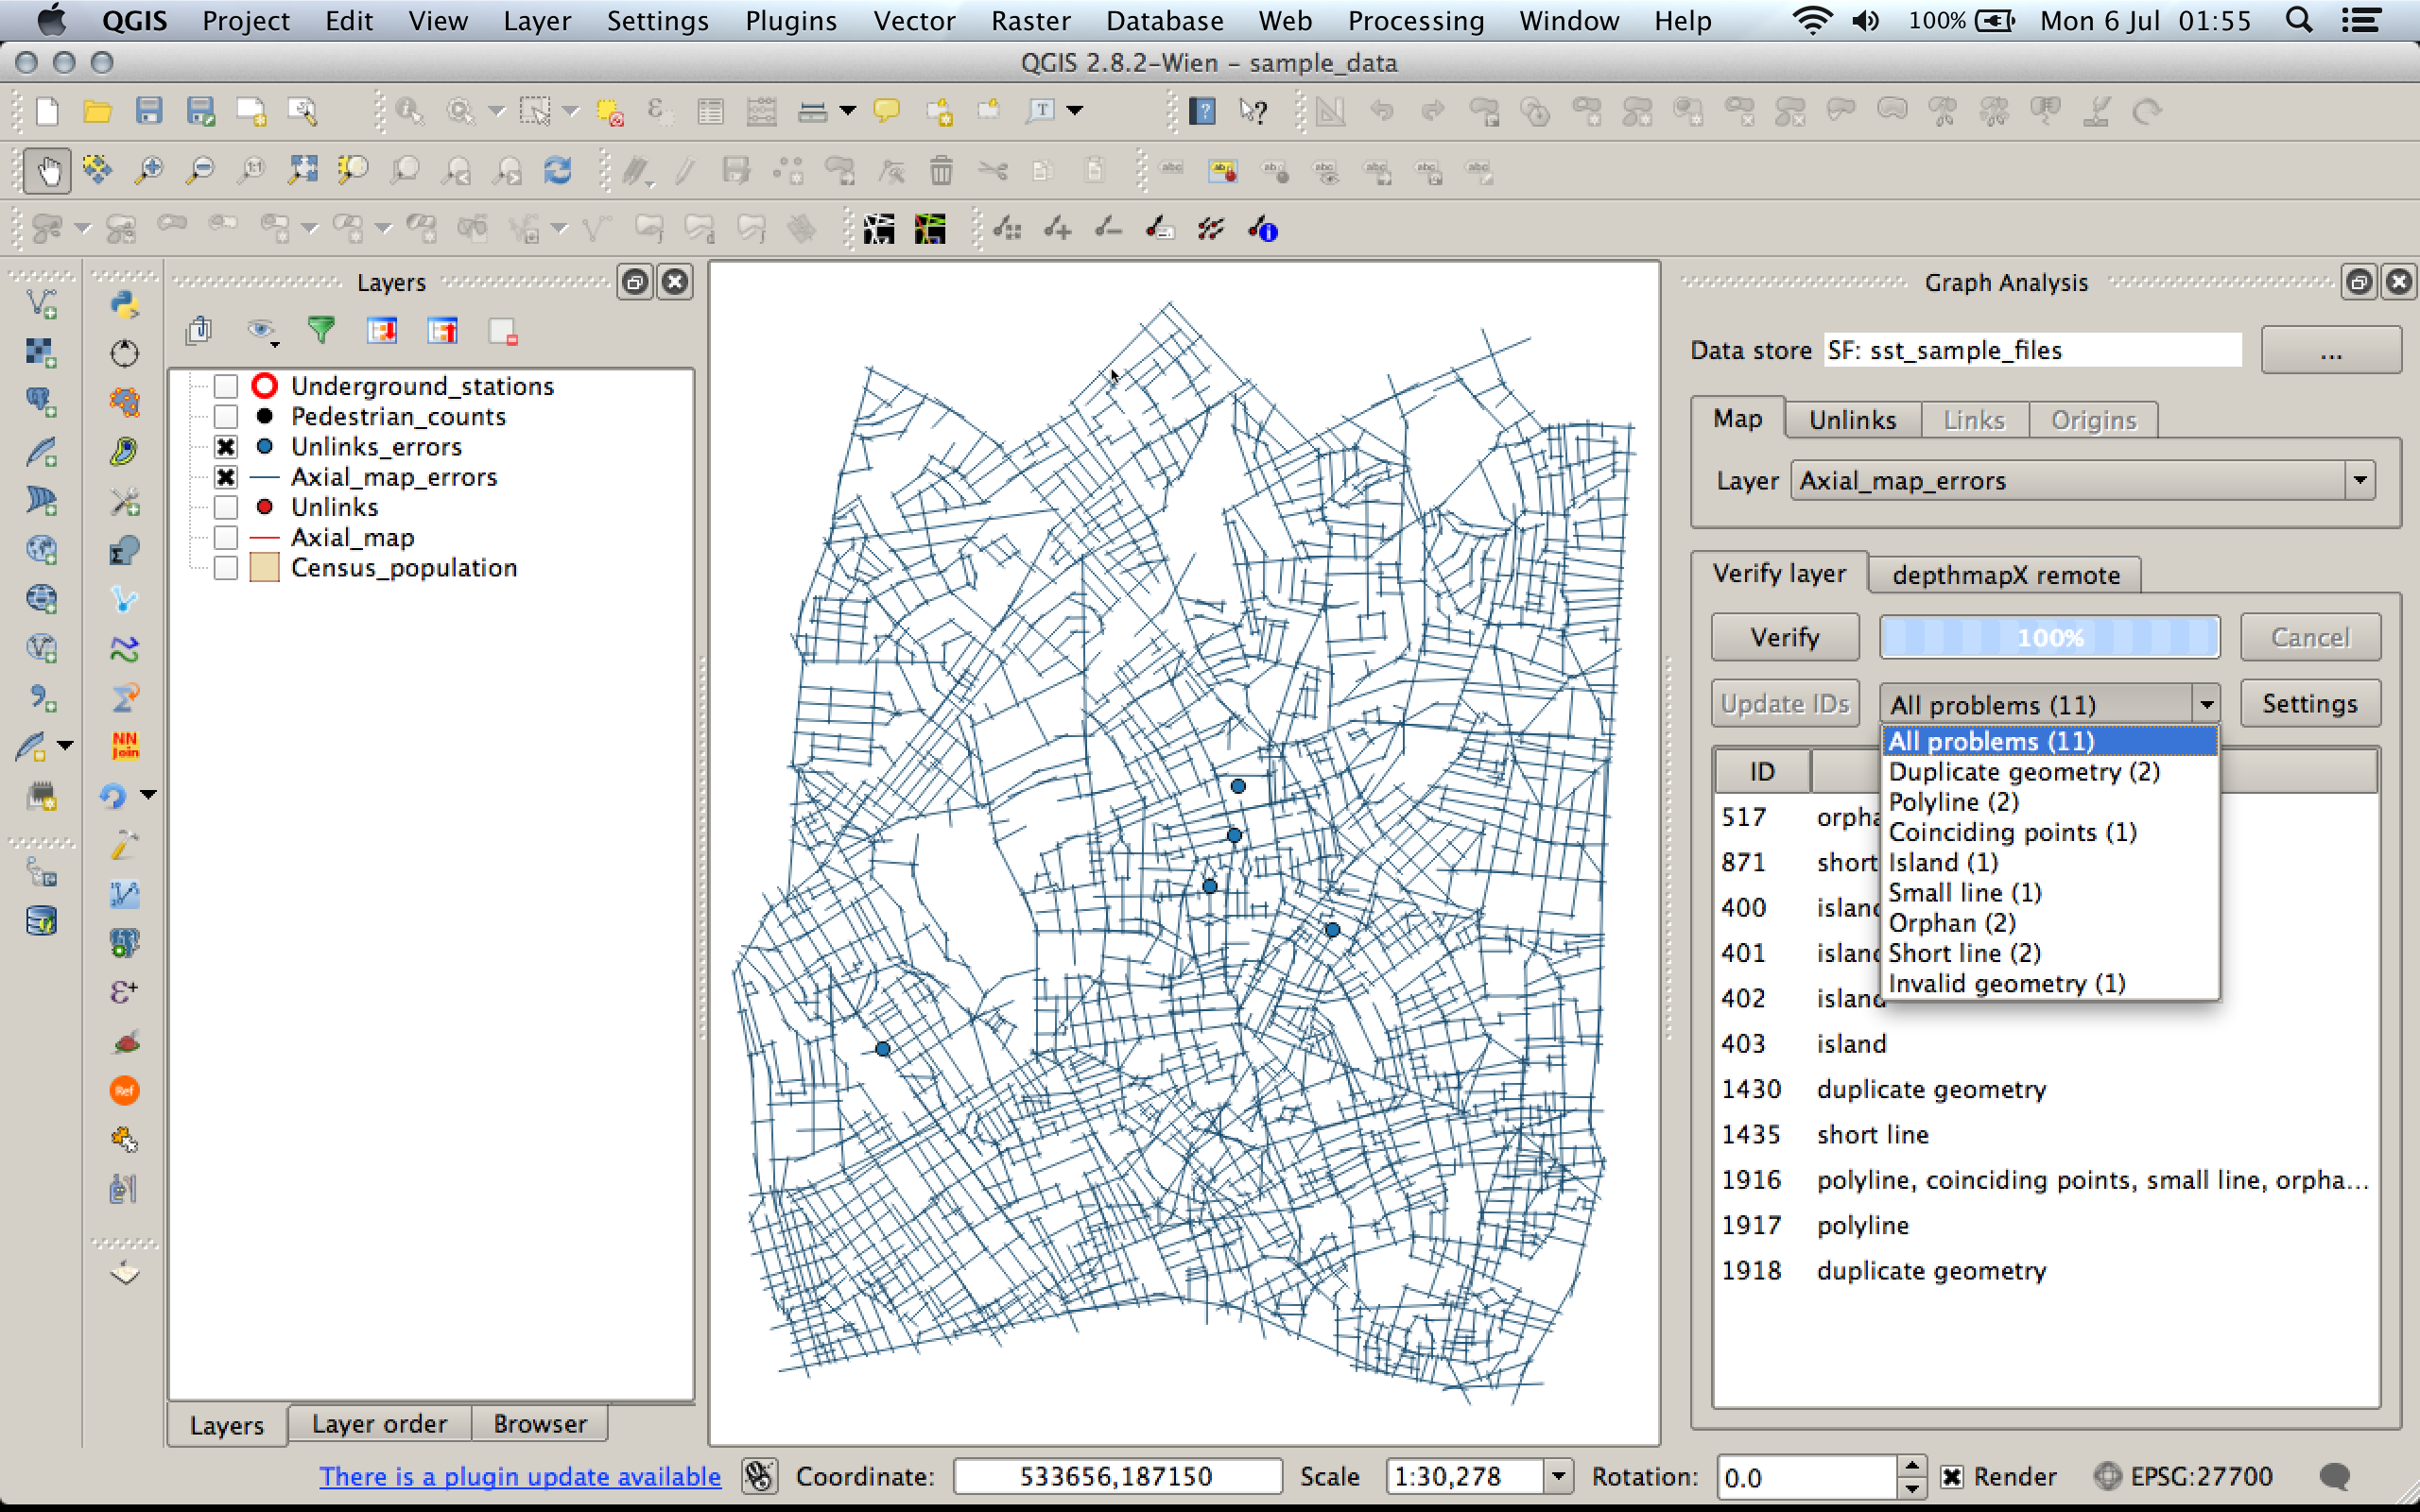 QGIS Project Edit View Layer Settings Plugins Vector Raster Database Web Processing Window Help 100% Mon 6 Jul 01:55
QGIS 2.8.2-Wien - sample_data
Layers
Underground_stations
Pedestrian_counts
Unlinks_errors
Axial_map_errors
Unlinks
Axial_map
Census_population
NN
Join
Ref
Layers Layer order Browser
Graph Analysis
Data store SF: sst_sample_files ...
Map Unlinks Links Origins
Layer Axial_map_errors
Verify layer depthmapX remote
Verify 100% Cancel
Update IDs All problems (11) Settings
All problems (11)
Duplicate geometry (2)
Polyline (2)
Coinciding points (1)
Island (1)
Small line (1)
Orphan (2)
Short line (2)
Invalid geometry (1)
ID
517 orpha
871 short
400 island
401 island
402 island
403 island
1430 duplicate geometry
1435 short line
1916 polyline, coinciding points, small line, orpha...
1917 polyline
1918 duplicate geometry
There is a plugin update available Coordinate: 533656,187150 Scale 1:30,278 Rotation: 0.0 Render EPSG:27700